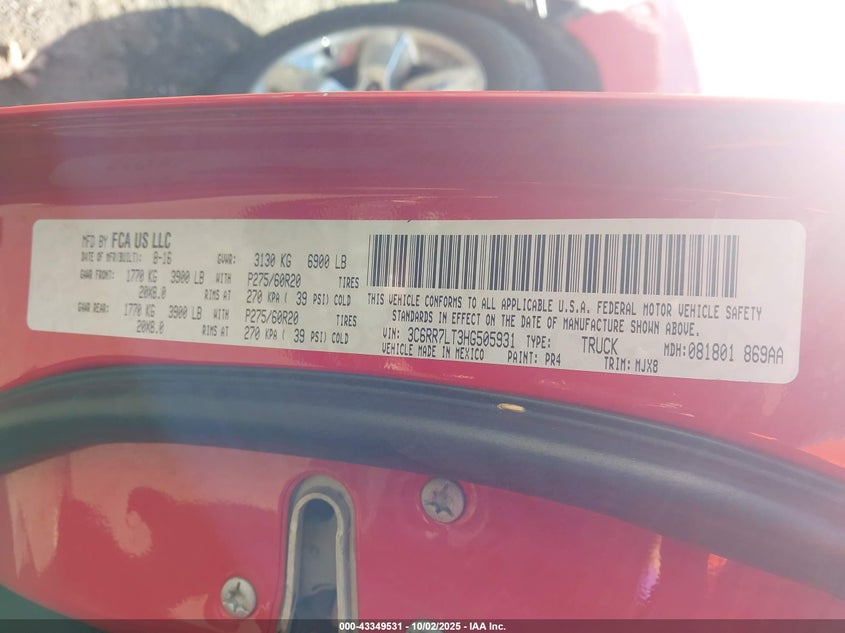 MFD BY FCA US LLC
DATE OF MFR(BUILT): 8-16 GVWR: 3130 KG 6900 LB
GAWR FRONT: 1770 KG 3900 LB WITH P275/60R20 TIRES
20X8.0 RIMS AT 270 KPA ( 39 PSI) COLD
GAWR REAR: 1770 KG 3900 LB WITH P275/60R20 TIRES
20X8.0 RIMS AT 270 KPA ( 39 PSI) COLD
THIS VEHICLE CONFORMS TO ALL APPLICABLE U.S.A. FEDERAL MOTOR VEHICLE SAFETY
STANDARDS IN EFFECT ON THE DATE OF MANUFACTURE SHOWN ABOVE.
VIN: 3C6RR7LT3HG505931 TYPE: TRUCK MDH: 081801 869AA
VEHICLE MADE IN MEXICO PAINT: PR4 TRIM: MJX8
000-43349531 - 10/02/2025 - IAA Inc.